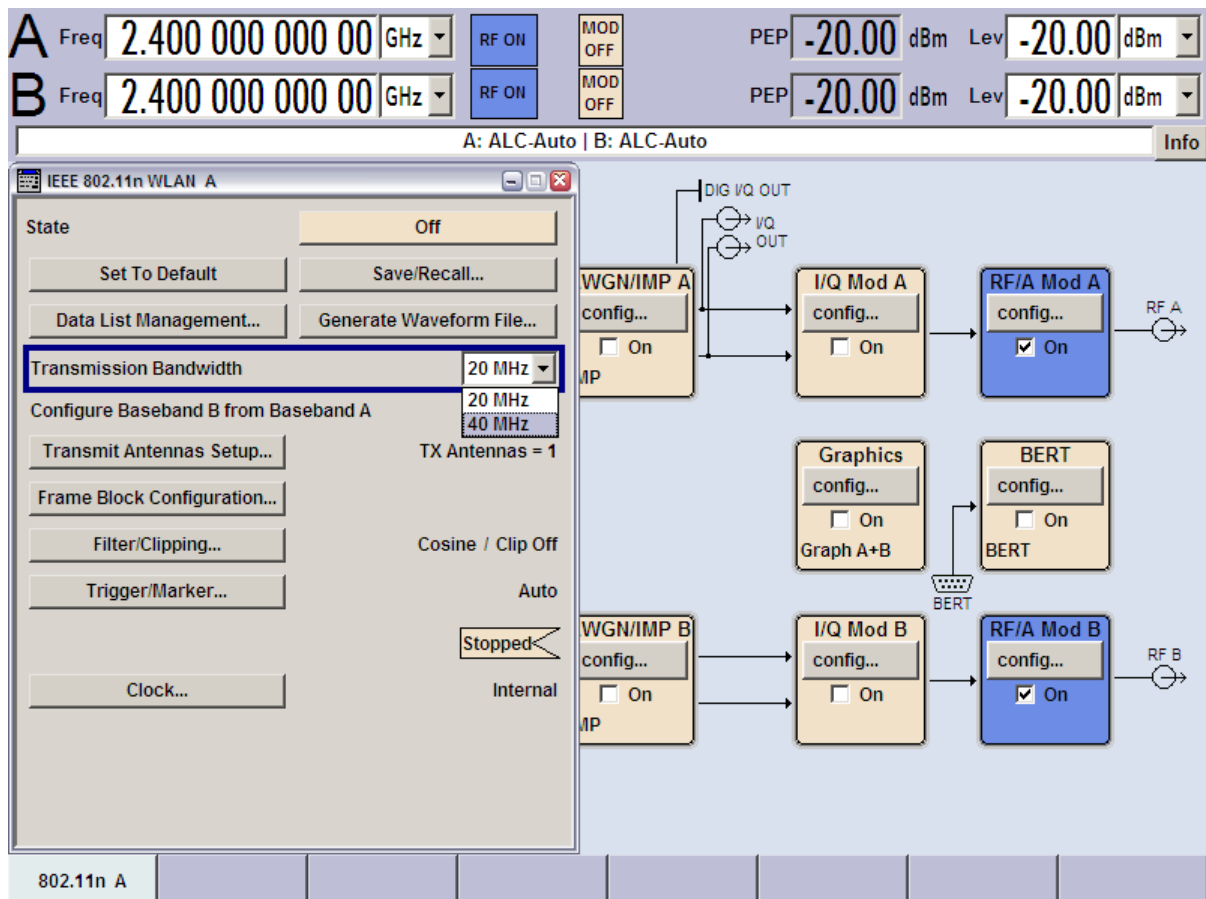 A Freq 2.400 000 000 00 GHz RF ON MOD OFF PEP -20.00 dBm Lev -20.00 dBm
B Freq 2.400 000 000 00 GHz RF ON MOD OFF PEP -20.00 dBm Lev -20.00 dBm
A: ALC-Auto | B: ALC-Auto Info
IEEE 802.11n WLAN A
State Off
Set To Default Save/Recall...
Data List Management... Generate Waveform File...
Transmission Bandwidth 20 MHz
20 MHz
40 MHz
Configure Baseband B from Baseband A
Transmit Antennas Setup... TX Antennas = 1
Frame Block Configuration...
Filter/Clipping... Cosine / Clip Off
Trigger/Marker... Auto
Stopped
Clock... Internal
DIG I/Q OUT
I/Q
OUT
WGN/IMP A
config...
On
MP
I/Q Mod A
config...
On
RF/A Mod A
config...
On
RF A
Graphics
config...
On
Graph A+B
BERT
config...
On
BERT
BERT
WGN/IMP B
config...
On
MP
I/Q Mod B
config...
On
RF/A Mod B
config...
On
RF B
802.11n A